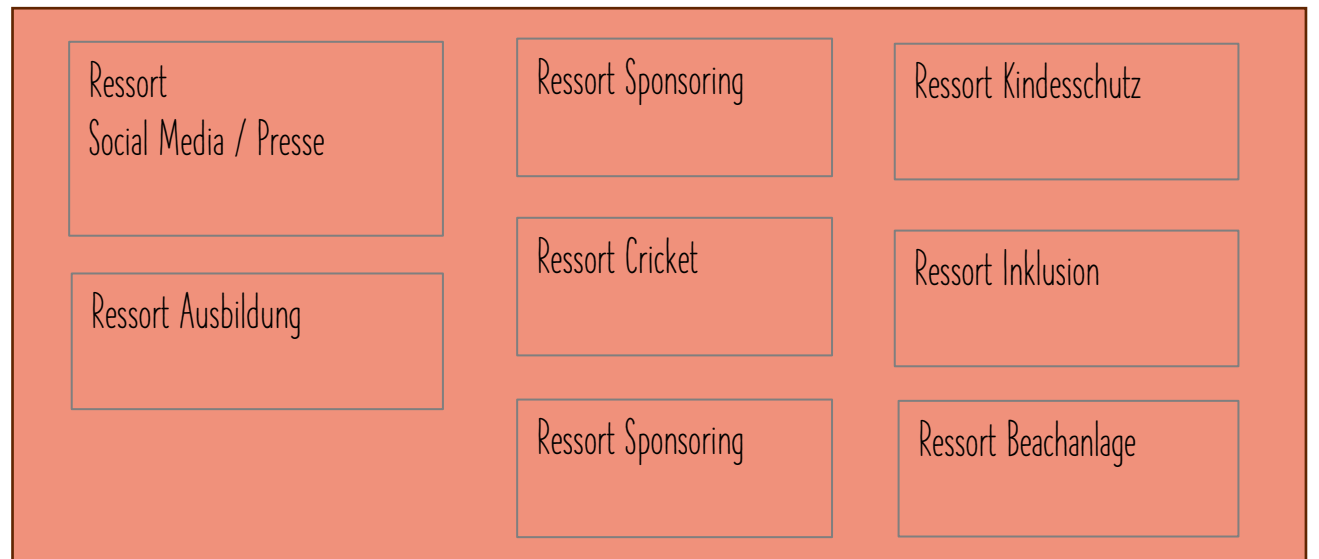 Ressort
Social Media / Presse
Ressort Ausbildung
Ressort Sponsoring
Ressort Cricket
Ressort Sponsoring
Ressort Kindesschutz
Ressort Inklusion
Ressort Beachanlage